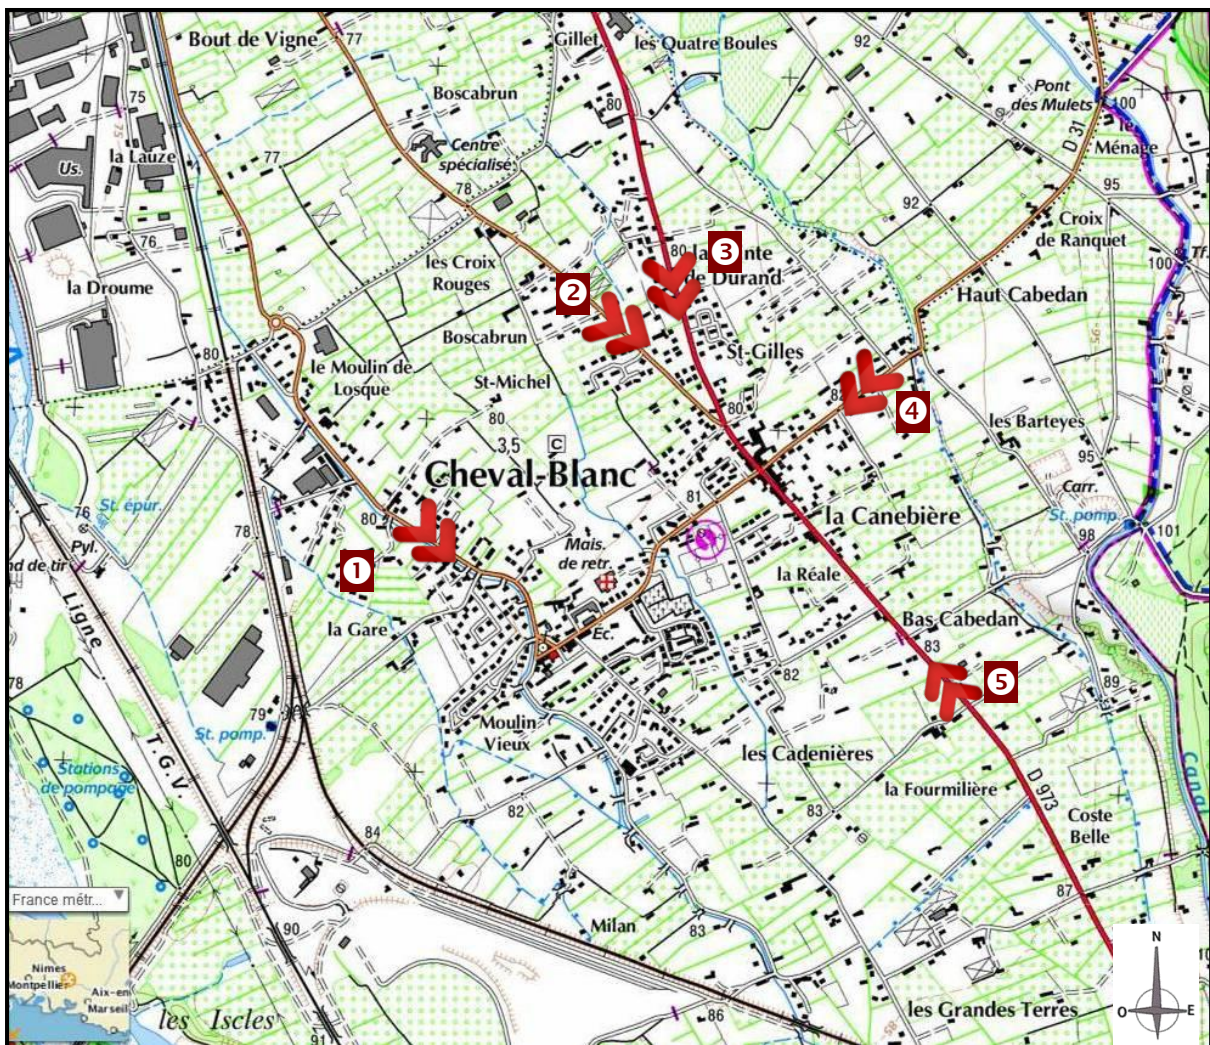 Bout de Vigne
77
Gillet
les Quatre Boules
92
75
Boscabrun
80
Pont
des Mulets
100
D 31
Ménage
75
la Lauze
Us.
77
Centre
spécialisé
78
95
92
76
Croix
de Ranquet
80
3
de Durand
100
les Croix
Rouges
2
la Droume
Haut Cabedan
Boscabrun
St-Gilles
95
80
le Moulin de
Losque
St-Michel
80
80
4
les Barteyes
3,5
C
Cheval-Blanc
95
Carr.
81
St. épur.
76
80
la Canebière
St. pomp.
101
98
78
Pyl.
Mais.
de retr.
nd de tir
1
la Réale
Ligne
Bas Cabedan
la Gare
Ec.
83
82
5
78
89
79
St. pomp.
Moulin
Vieux
T.G.V
les Cadenières
Stations
de pompage
la Fourmilière
D 973
82
83
Coste
Belle
84
80
87
France métr...
90
Milan
83
N
Nimes
Montpellier
Aix-en
Marseil
O
E
les Iscles
86
85
les Grandes Terres
91